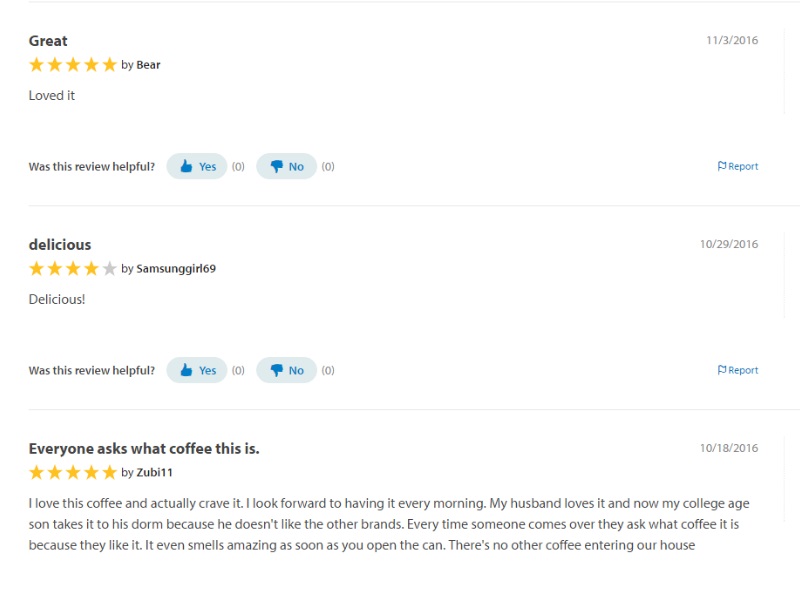 Great
11/3/2016
by Bear
Loved it
Was this review helpful? Yes (0) No (0)
Report
delicious
10/29/2016
by Samsunggirl69
Delicious!
Was this review helpful? Yes (0) No (0)
Report
Everyone asks what coffee this is.
10/18/2016
by Zubi11
I love this coffee and actually crave it. I look forward to having it every morning. My husband loves it and now my college age
son takes it to his dorm because he doesn't like the other brands. Every time someone comes over they ask what coffee it is
because they like it. It even smells amazing as soon as you open the can. There's no other coffee entering our house